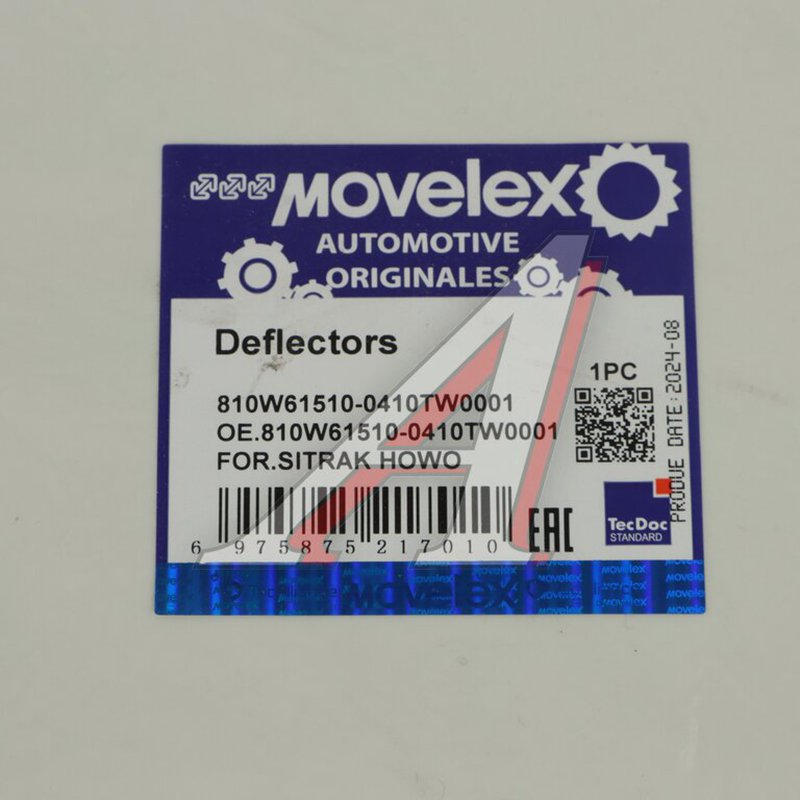 MOVelex
AUTOMOTIVE
ORIGINALES
Deflectors
1PC
810W61510-0410TW0001
OE.810W61510-0410TW0001
FOR.SITRAK HOWO
PRODUE DATE:2024-08
6 975875 217010
EAC
TecDoc
STANDARD
MOVelex